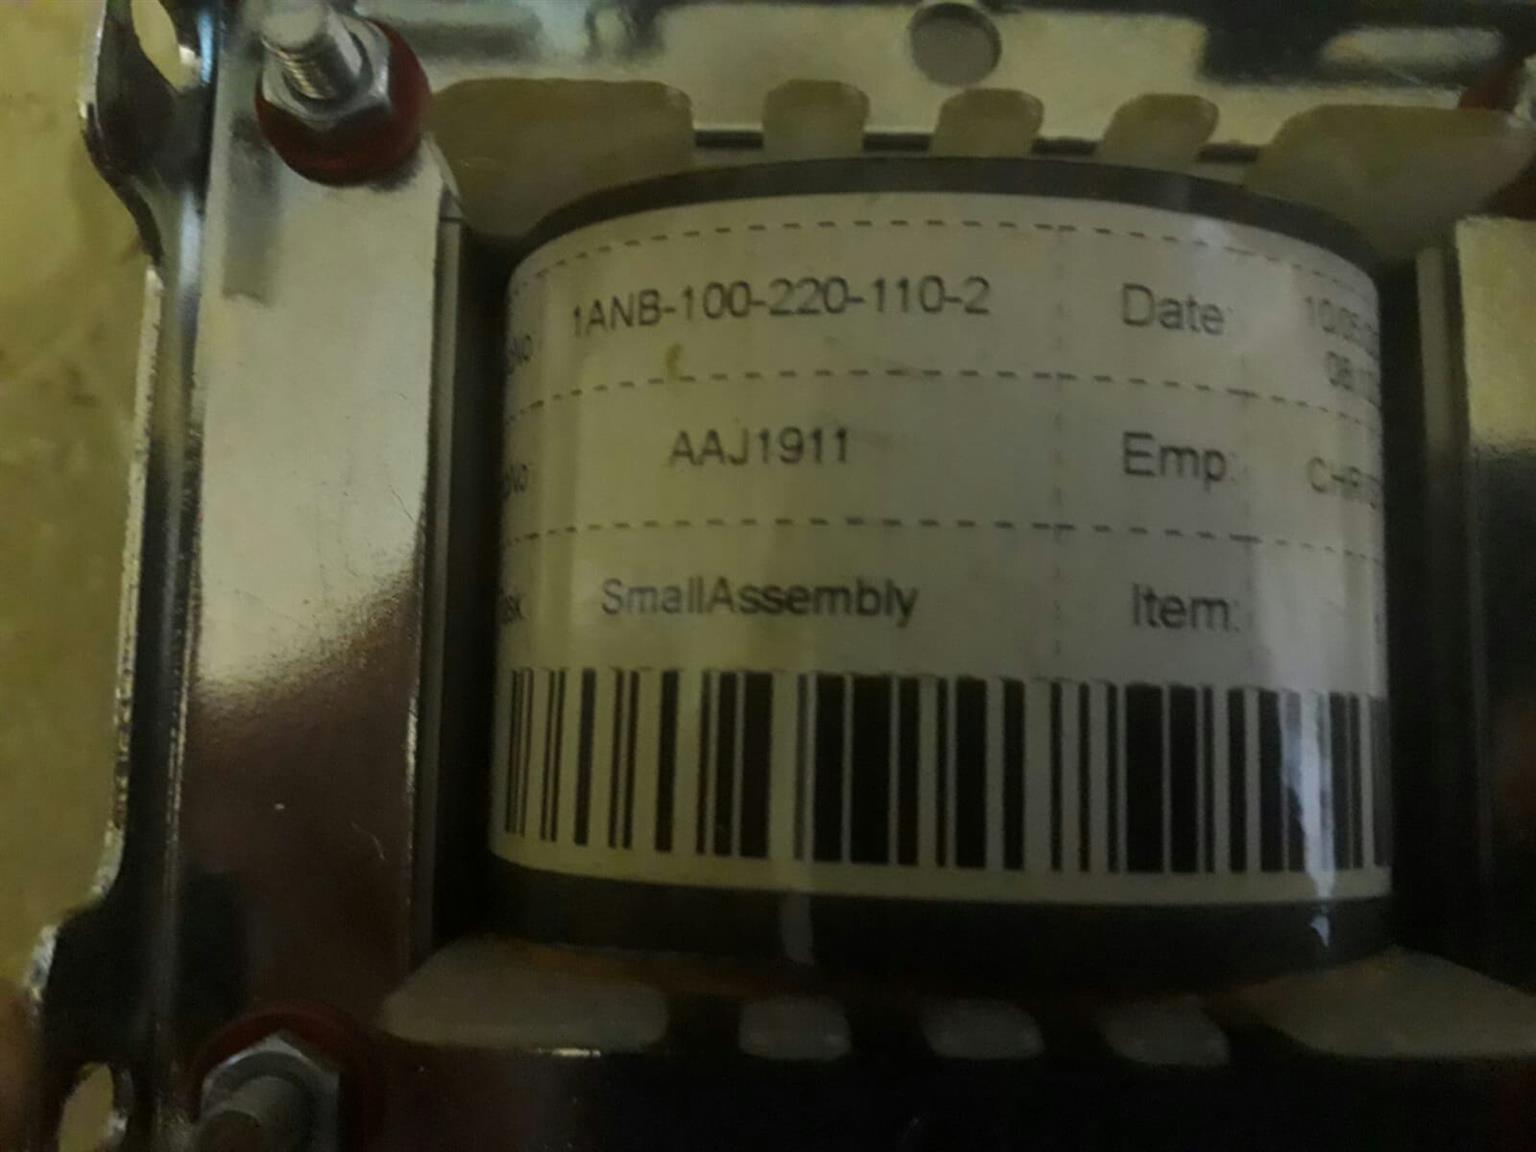 1ANB-100-220-110-2 Date:
AAJ1911 Emp:
SmallAssembly Item: